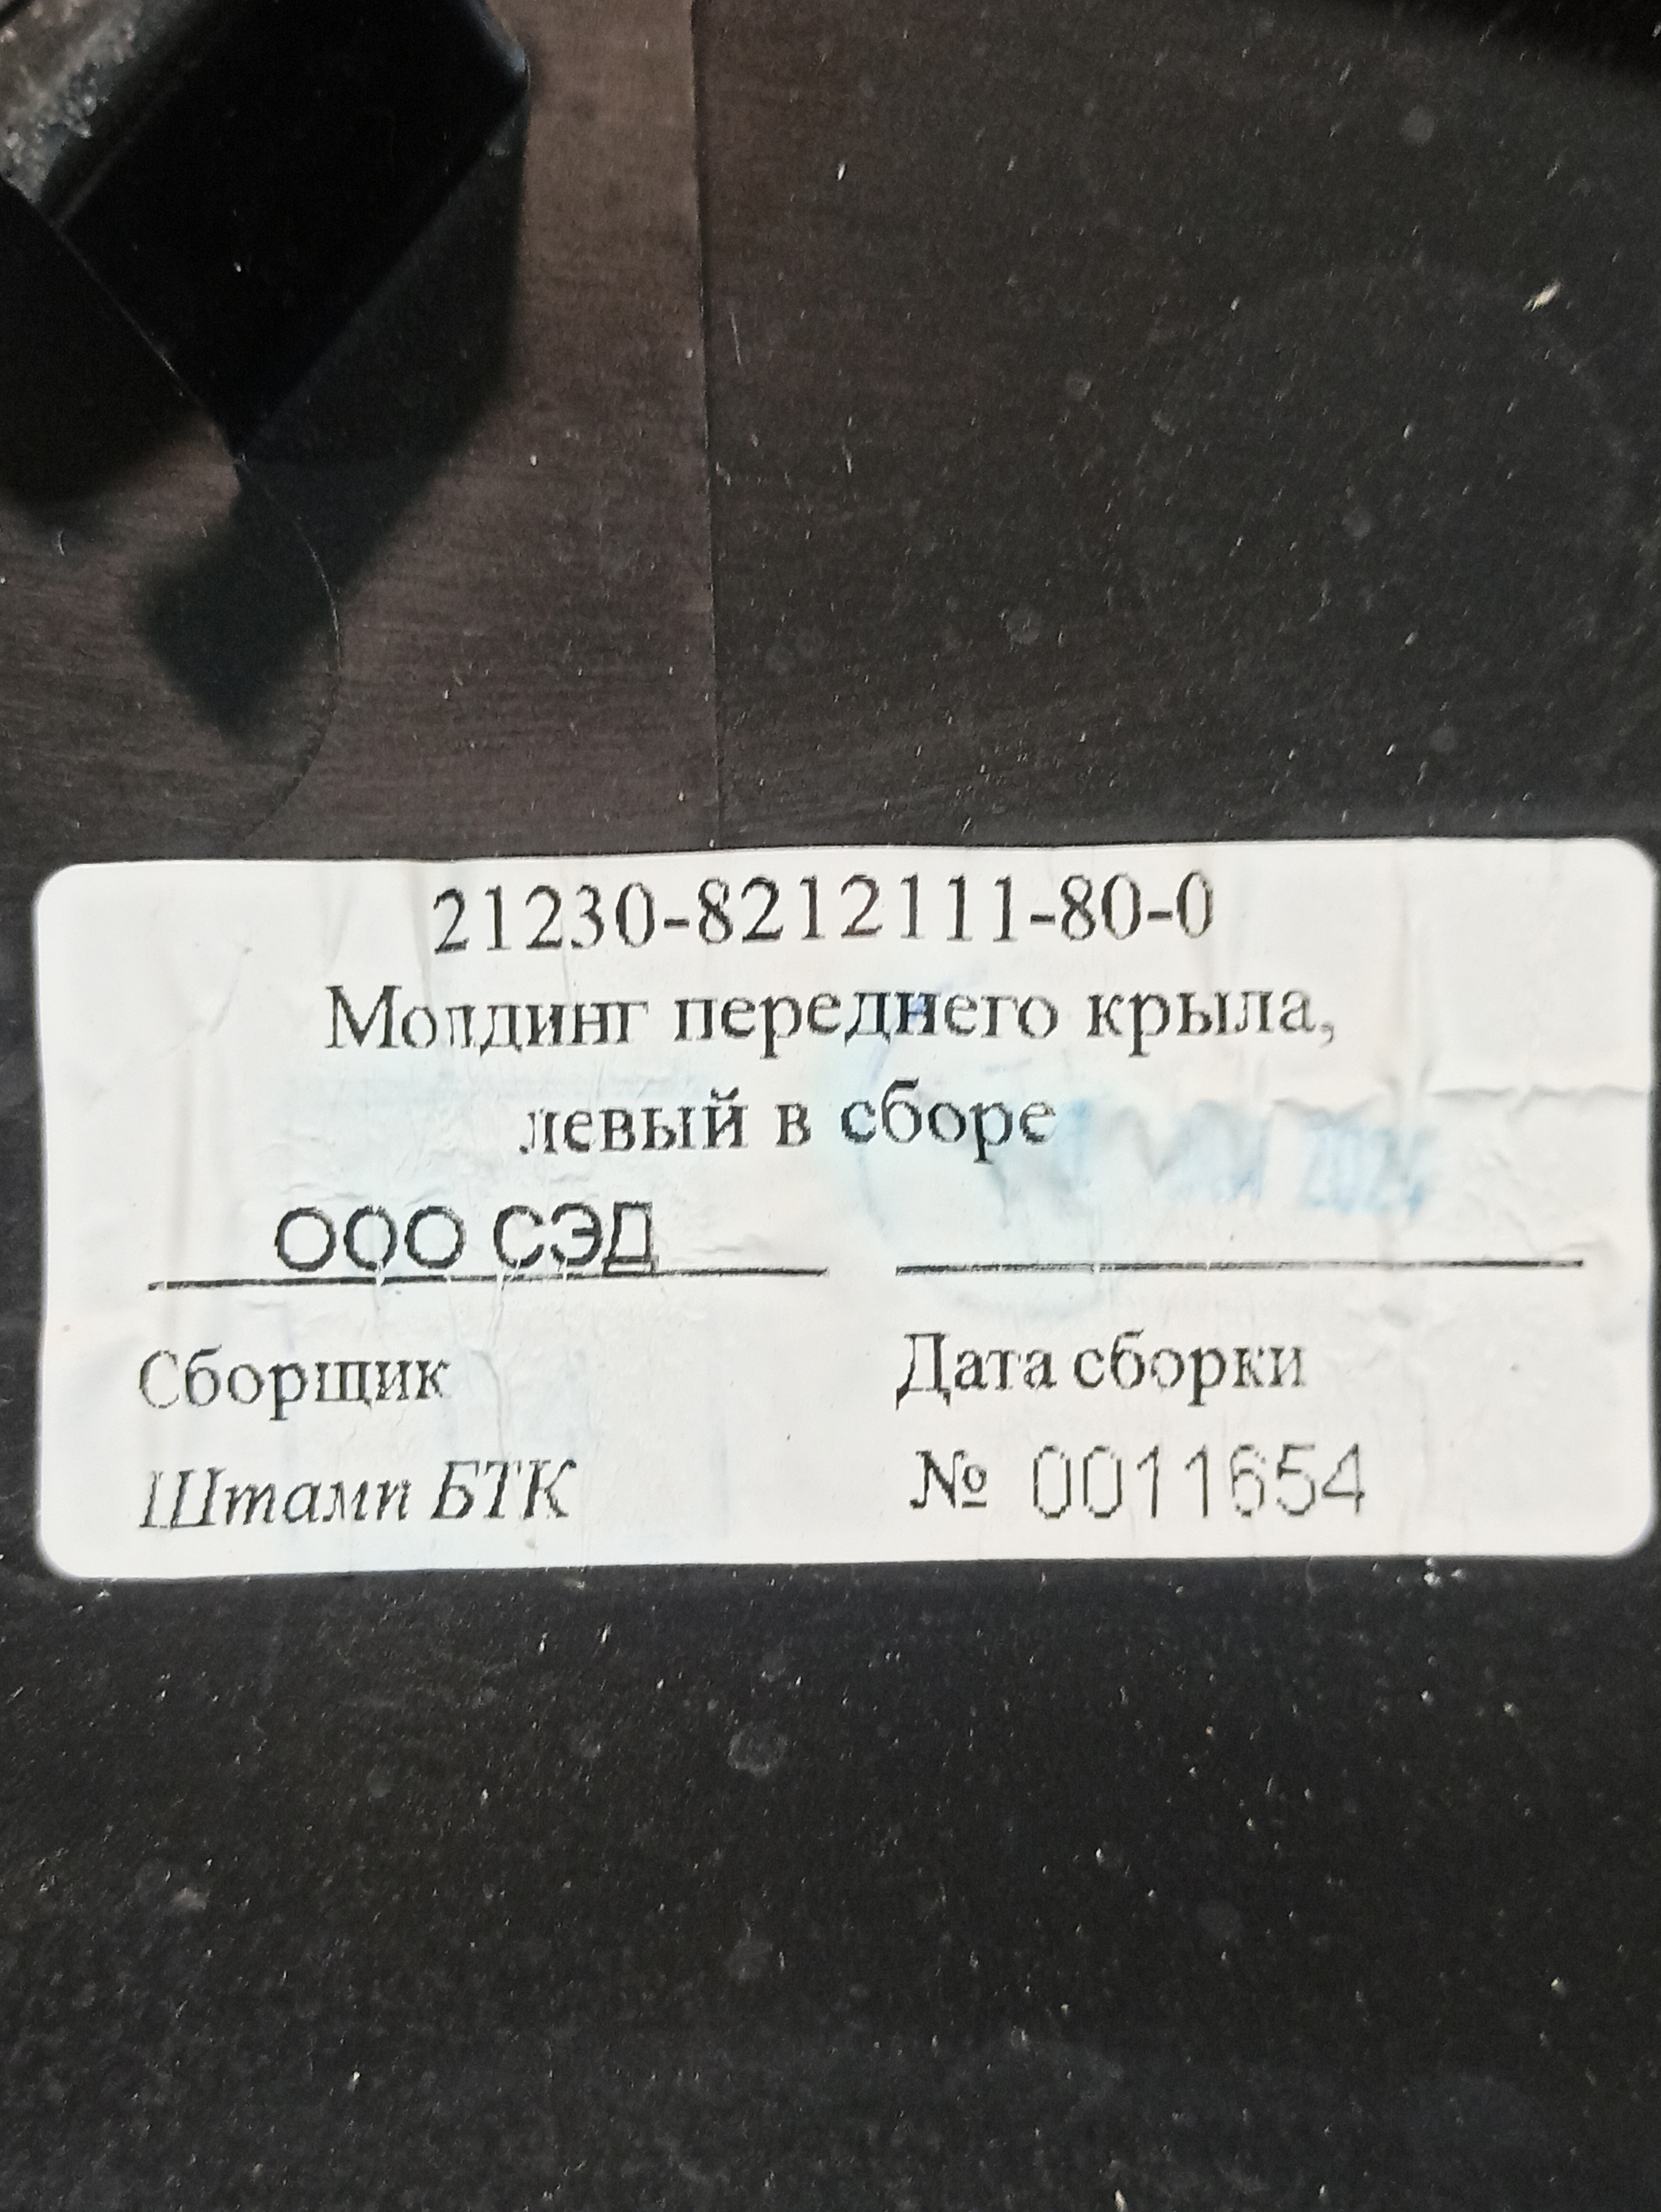 21230-8212111-80-0
Молдинг переднего крыла,
левый в сборе
ООО СЭД
Сборщик Дата сборки
Штамп БТК № 0011654